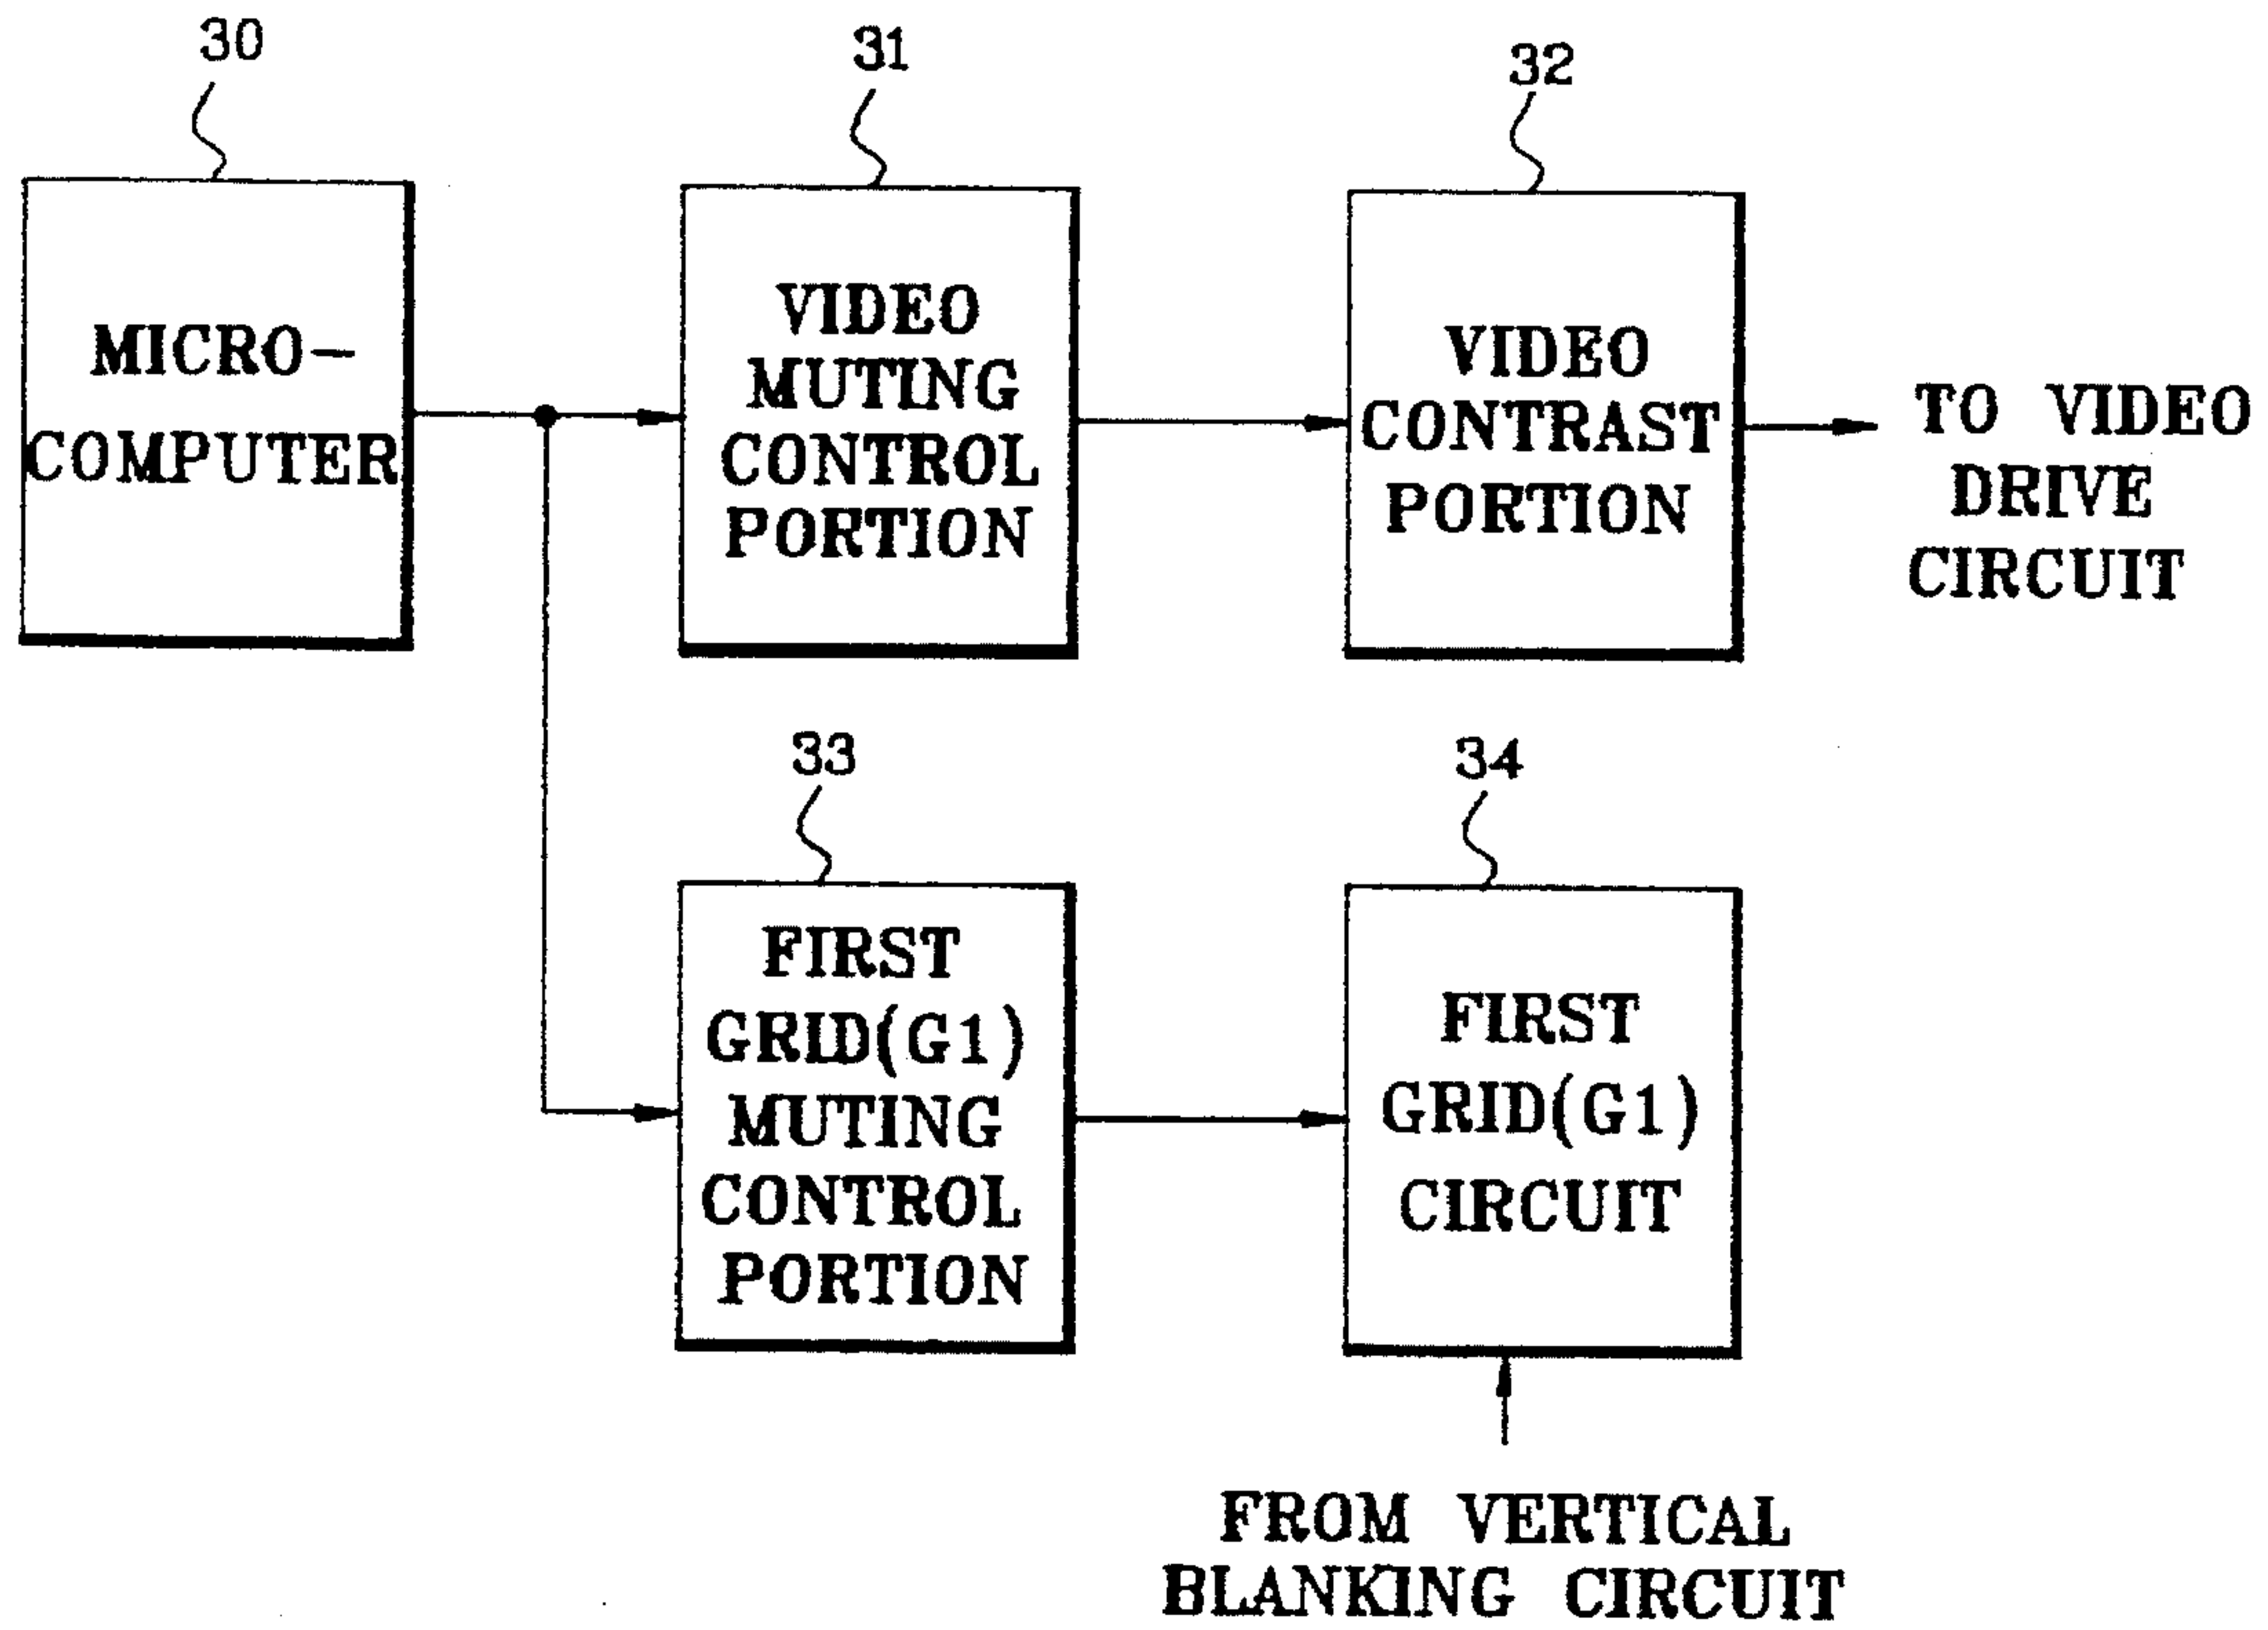 30
31
32
MICRO-
COMPUTER
VIDEO
MUTING
CONTROL
PORTION
VIDEO
CONTRAST
PORTION
TO VIDEO
DRIVE
CIRCUIT
33
34
FIRST
GRID(G1)
MUTING
CONTROL
PORTION
FIRST
GRID(G1)
CIRCUIT
FROM VERTICAL
BLANKING CIRCUIT